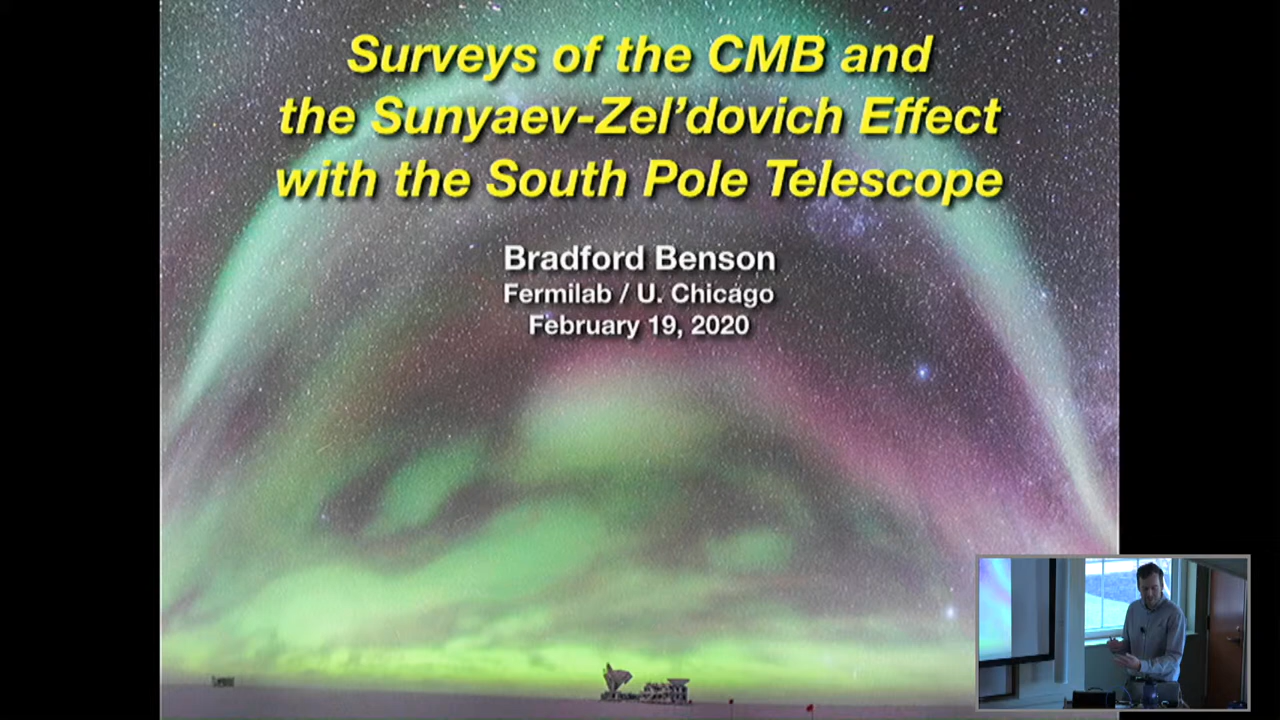 Surveys of the CMB and
the Sunyaev-Zel’dovich Effect
with the South Pole Telescope
Bradford Benson
Fermilab / U. Chicago
February 19, 2020